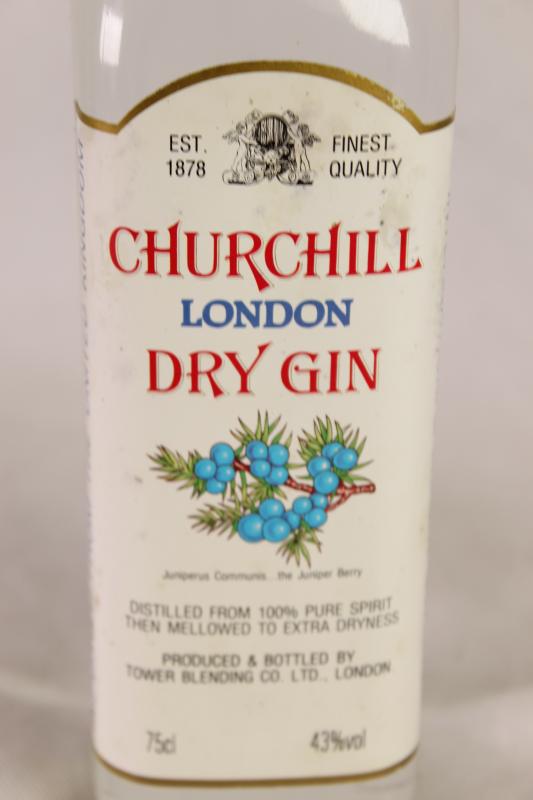 EST. FINEST
1878 QUALITY
CHURCHILL
LONDON
DRY GIN
Juniperus Communis...the Juniper Berry
DISTILLED FROM 100% PURE SPIRIT
THEN MELLOWED TO EXTRA DRYNESS
PRODUCED & BOTTLED BY
TOWER BLENDING CO. LTD., LONDON
75cl 43%vol